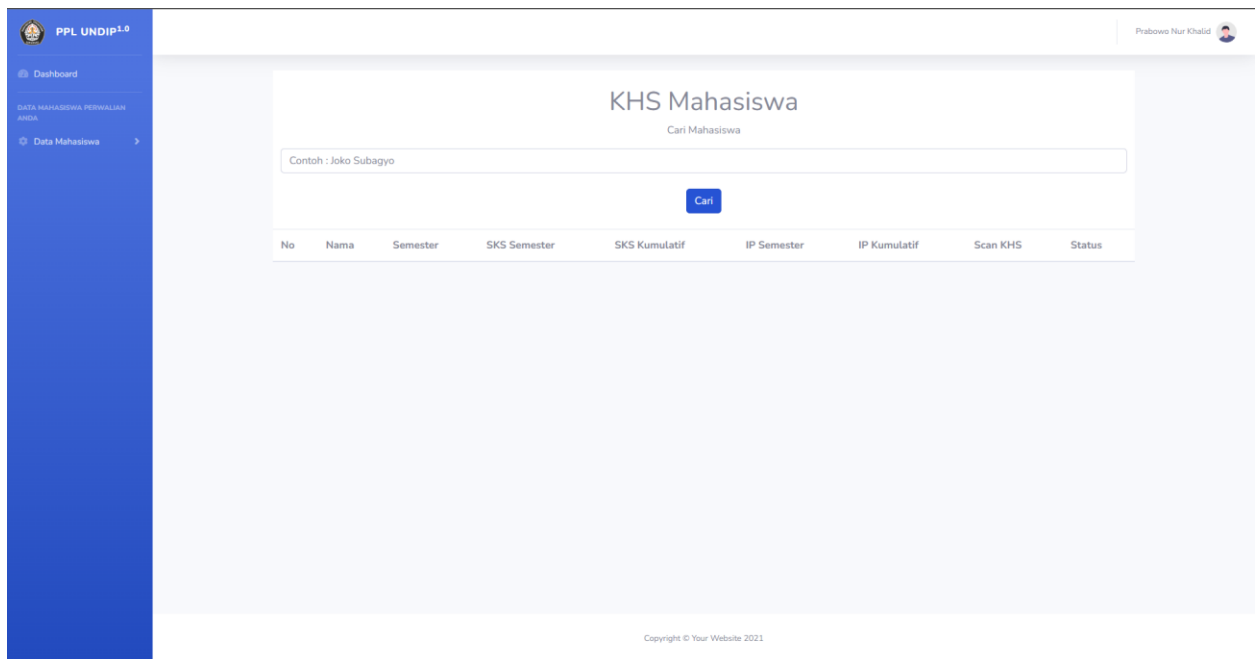 PPL UNDIP1.0
Prabowo Nur Khalid
Dashboard
DATA MAHASISWA PERWALIAN
ANDA
Data Mahasiswa
KHS Mahasiswa
Cari Mahasiswa
Contoh : Joko Subagyo
Cari
No Nama Semester SKS Semester SKS Kumulatif IP Semester IP Kumulatif Scan KHS Status
Copyright © Your Website 2021